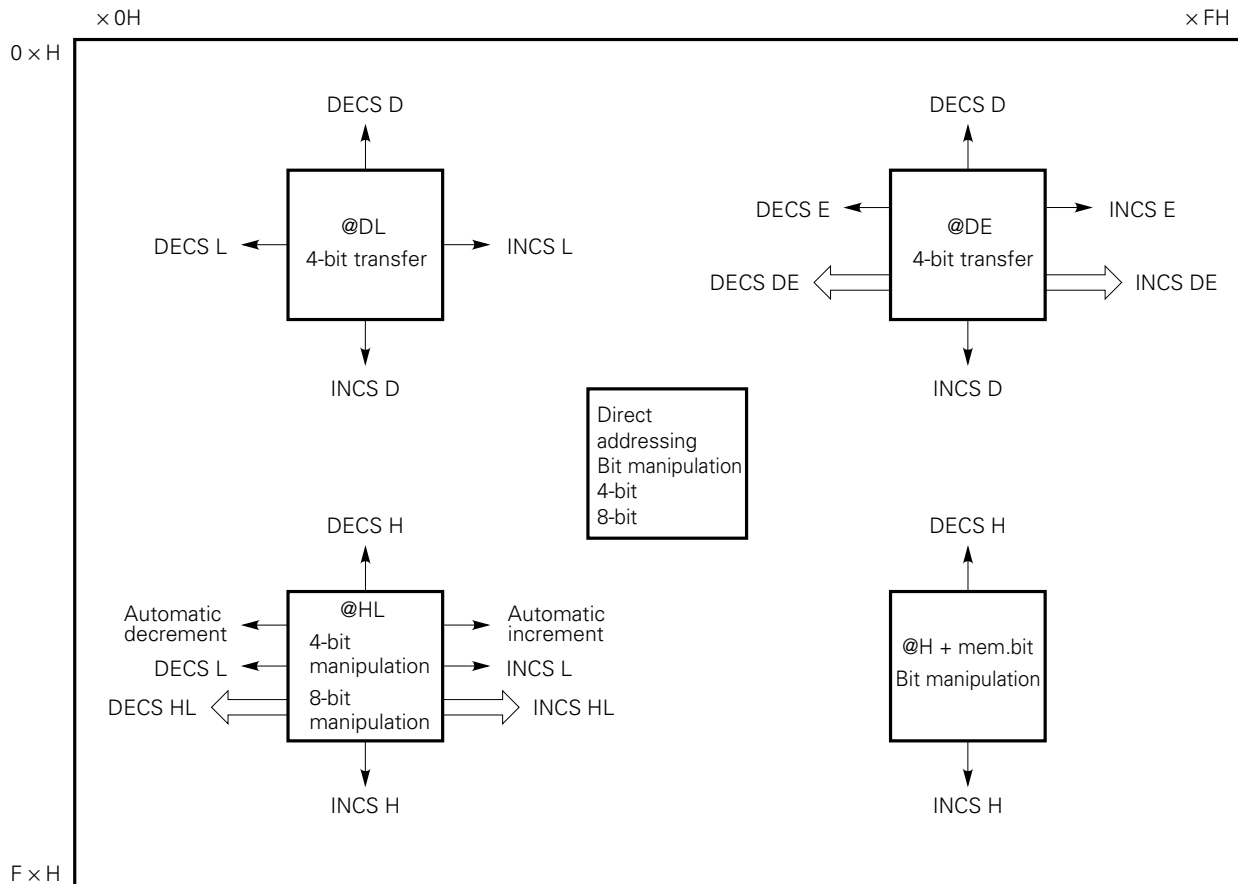 × 0H
× FH
0 × H
DECS D
DECS L
@DL
4-bit transfer
INCS L
INCS D
DECS D
DECS E
@DE
4-bit transfer
INCS E
DECS DE
INCS DE
INCS D
Direct
addressing
Bit manipulation
4-bit
8-bit
DECS H
Automatic
decrement
DECS L
DECS HL
@HL
4-bit
manipulation
8-bit
manipulation
Automatic
increment
INCS L
INCS HL
INCS H
DECS H
@H + mem.bit
Bit manipulation
INCS H
F × H